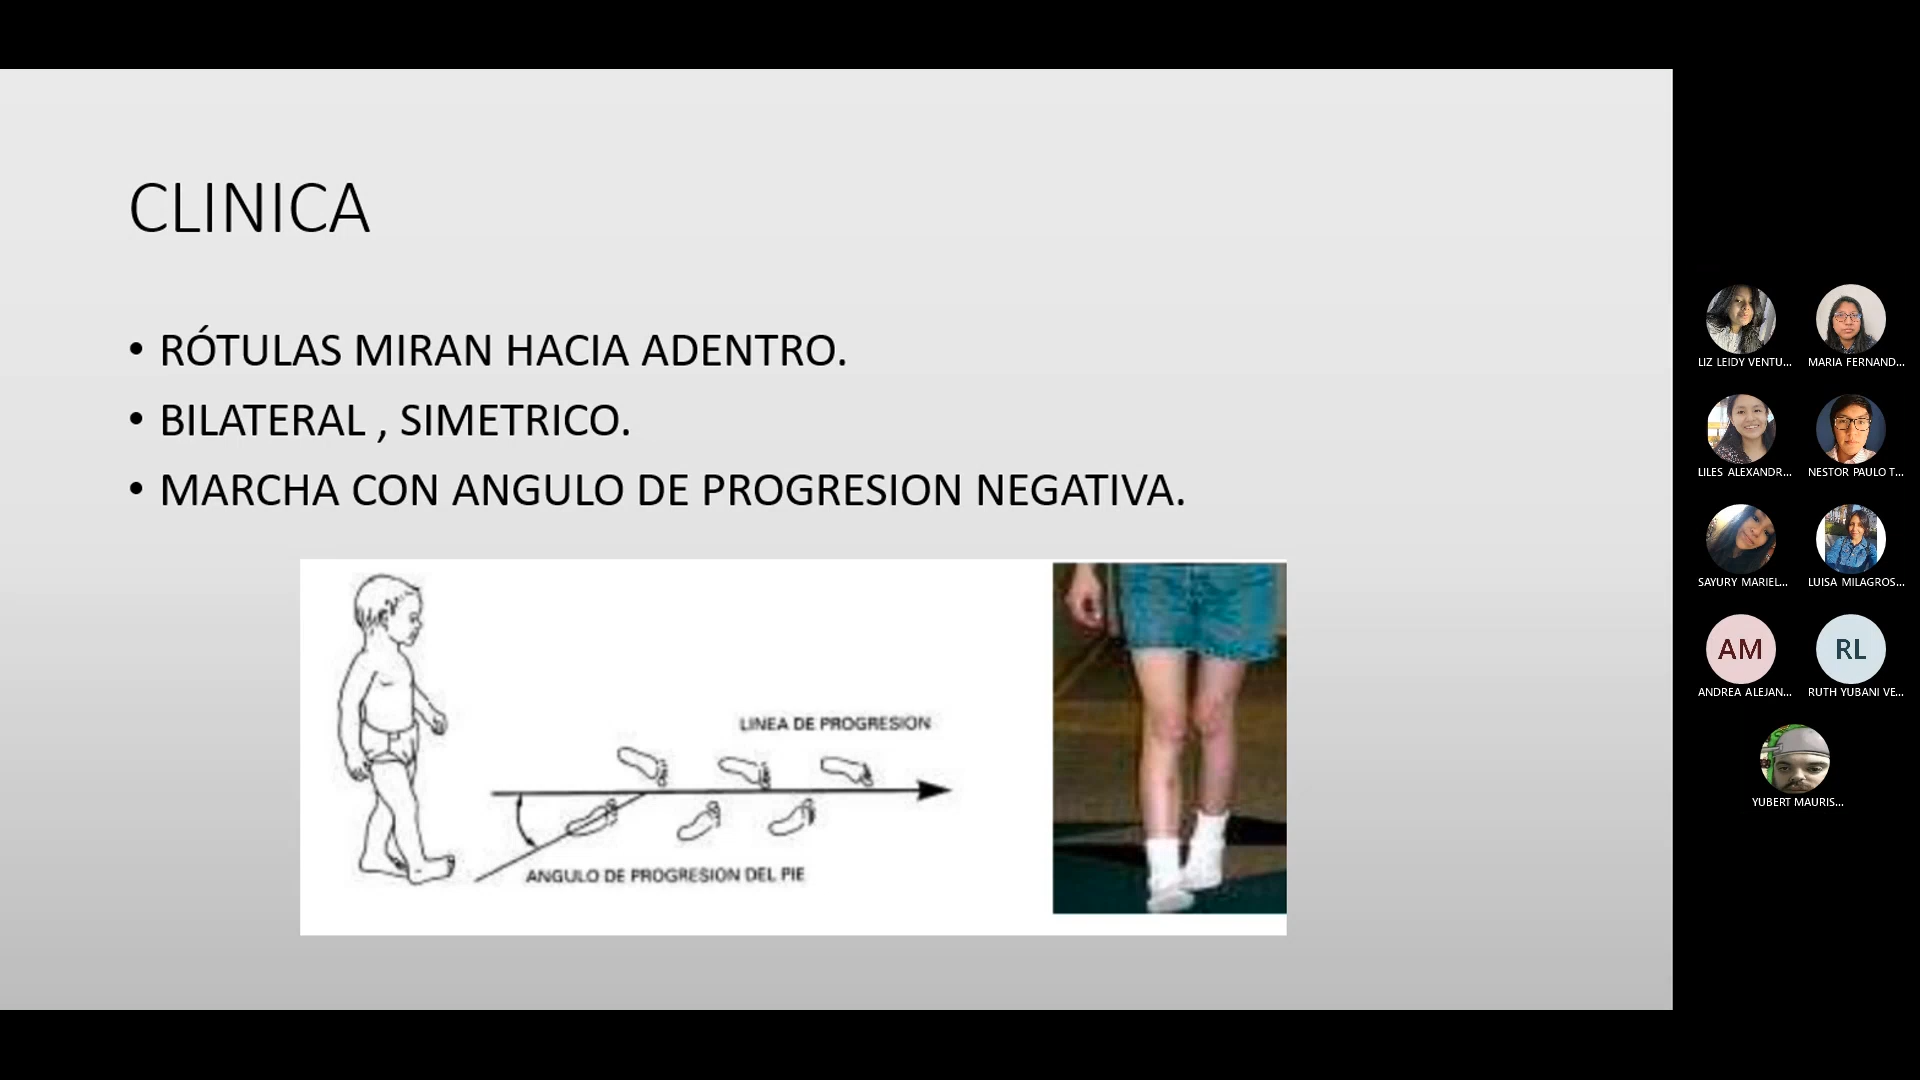 CLINICA
• RÓTULAS MIRAN HACIA ADENTRO.
• BILATERAL , SIMETRICO.
• MARCHA CON ANGULO DE PROGRESION NEGATIVA.
LINEA DE PROGRESION
ANGULO DE PROGRESION DEL PIE
LIZ LEIDY VENTU...
MARIA FERNAND...
LILES ALEXANDR...
NESTOR PAULO T...
SAYURY MARIEL...
LUISA MILAGROS...
AM
RL
ANDREA ALEJAN...
RUTH YUBANI VE...
YUBERT MAURIS...